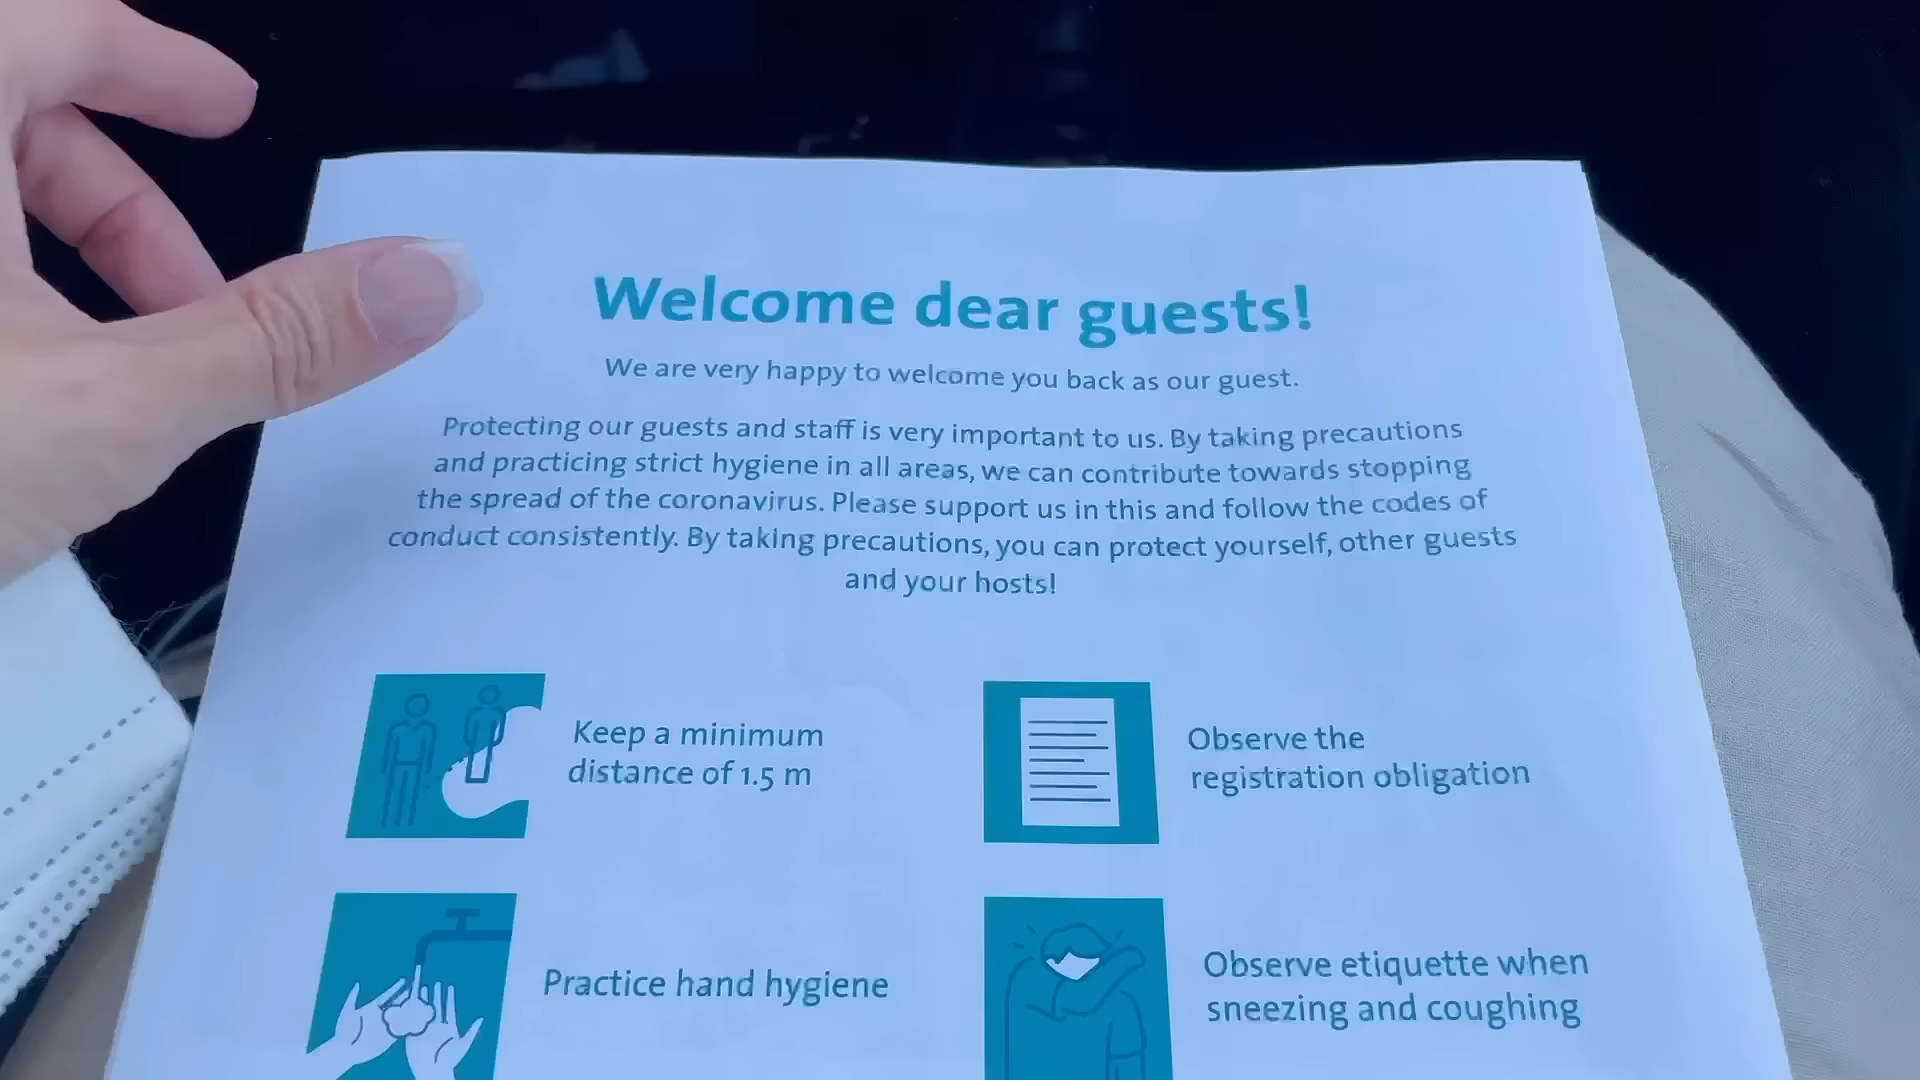 Welcome dear guests!
We are very happy to welcome you back as our guest.
Protecting our guests and staff is very important to us. By taking precautions
and practicing strict hygiene in all areas, we can contribute towards stopping
the spread of the coronavirus. Please support us in this and follow the codes of
conduct consistently. By taking precautions, you can protect yourself, other guests
and your hosts!
Keep a minimum
distance of 1.5 m
Observe the
registration obligation
Practice hand hygiene
Observe etiquette when
sneezing and coughing